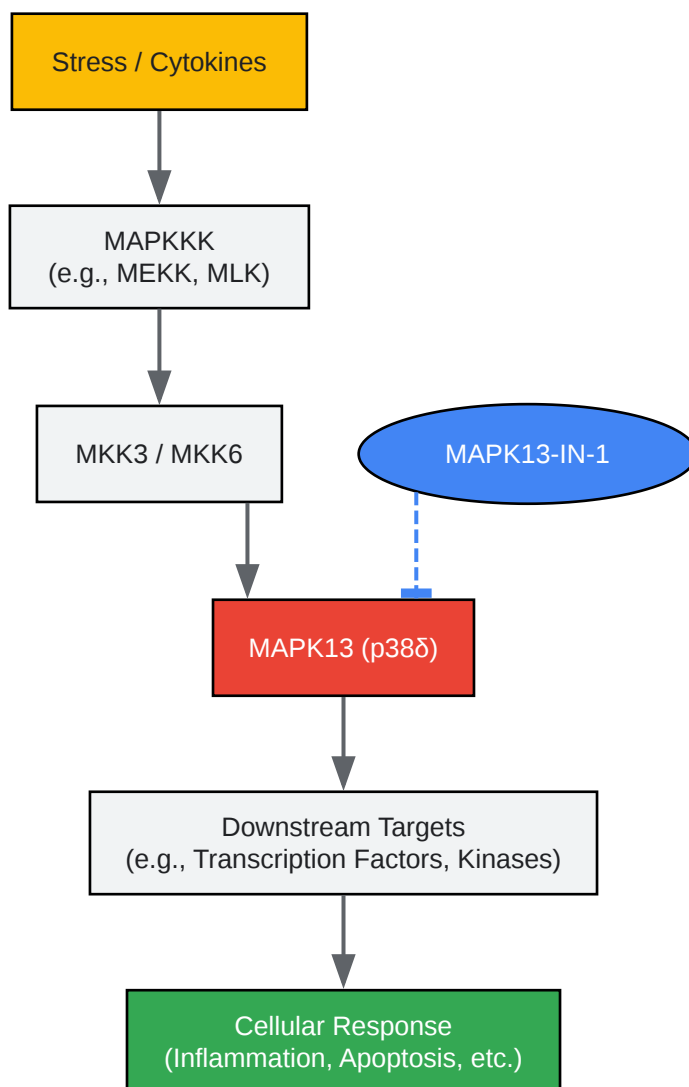 Stress / Cytokines
MAPKKK
(e.g., MEKK, MLK)
MKK3 / MKK6
MAPK13-IN-1
MAPK13 (p38δ)
Downstream Targets
(e.g., Transcription Factors, Kinases)
Cellular Response
(Inflammation, Apoptosis, etc.)